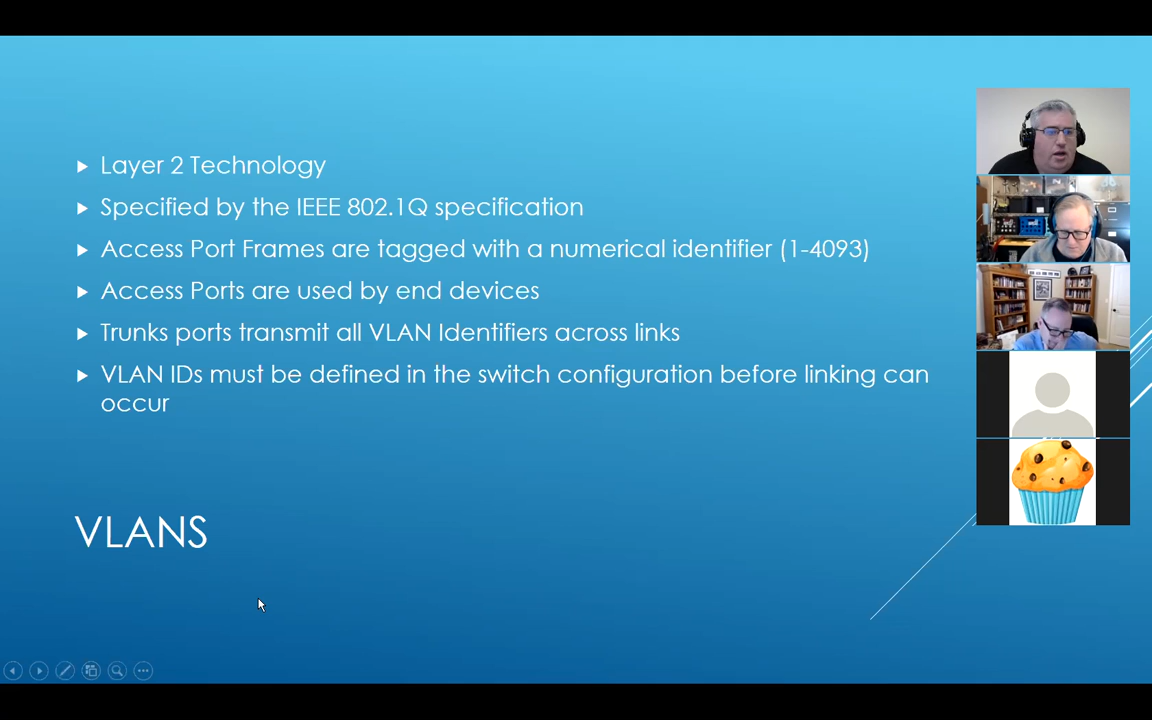 Layer 2 Technology
Specified by the IEEE 802.1Q specification
Access Port Frames are tagged with a numerical identifier (1-4093)
Access Ports are used by end devices
Trunks ports transmit all VLAN Identifiers across links
VLAN IDs must be defined in the switch configuration before linking can
occur
VLANS